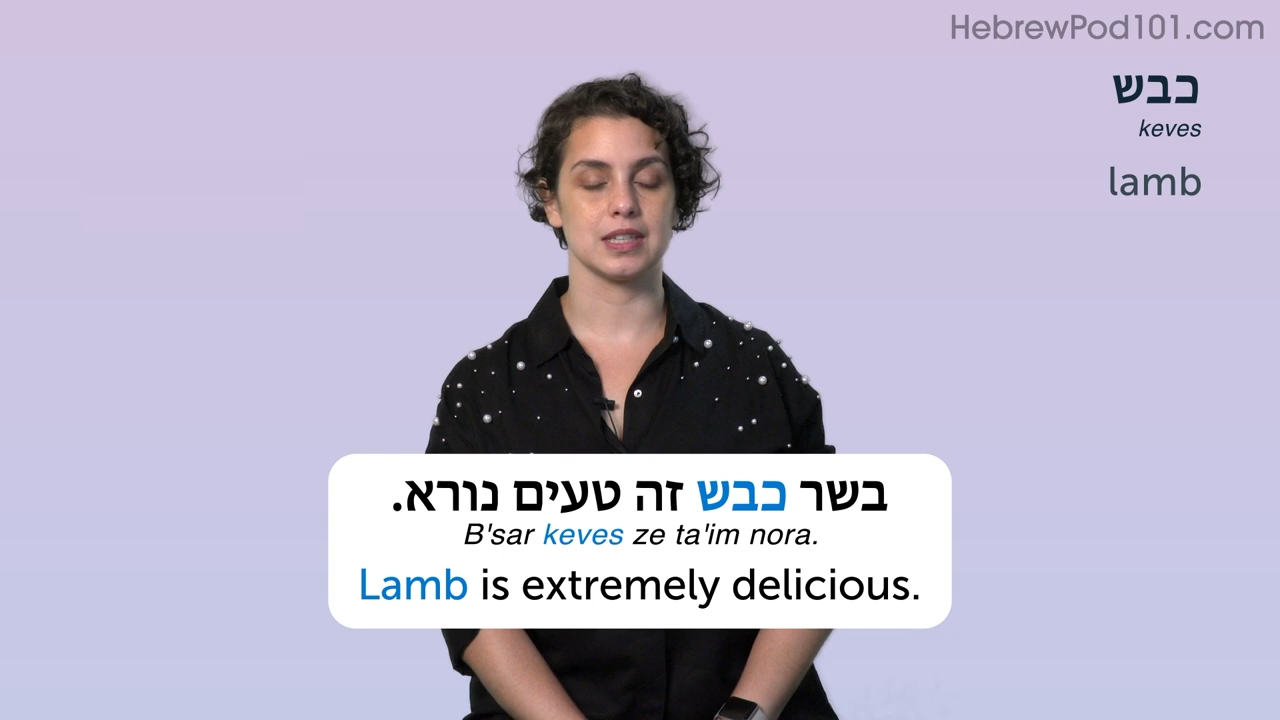 HebrewPod101.com
כבש
keves
lamb
בשר כבש זה טעים נורא.
B'sar keves ze ta'im nora.
Lamb is extremely delicious.